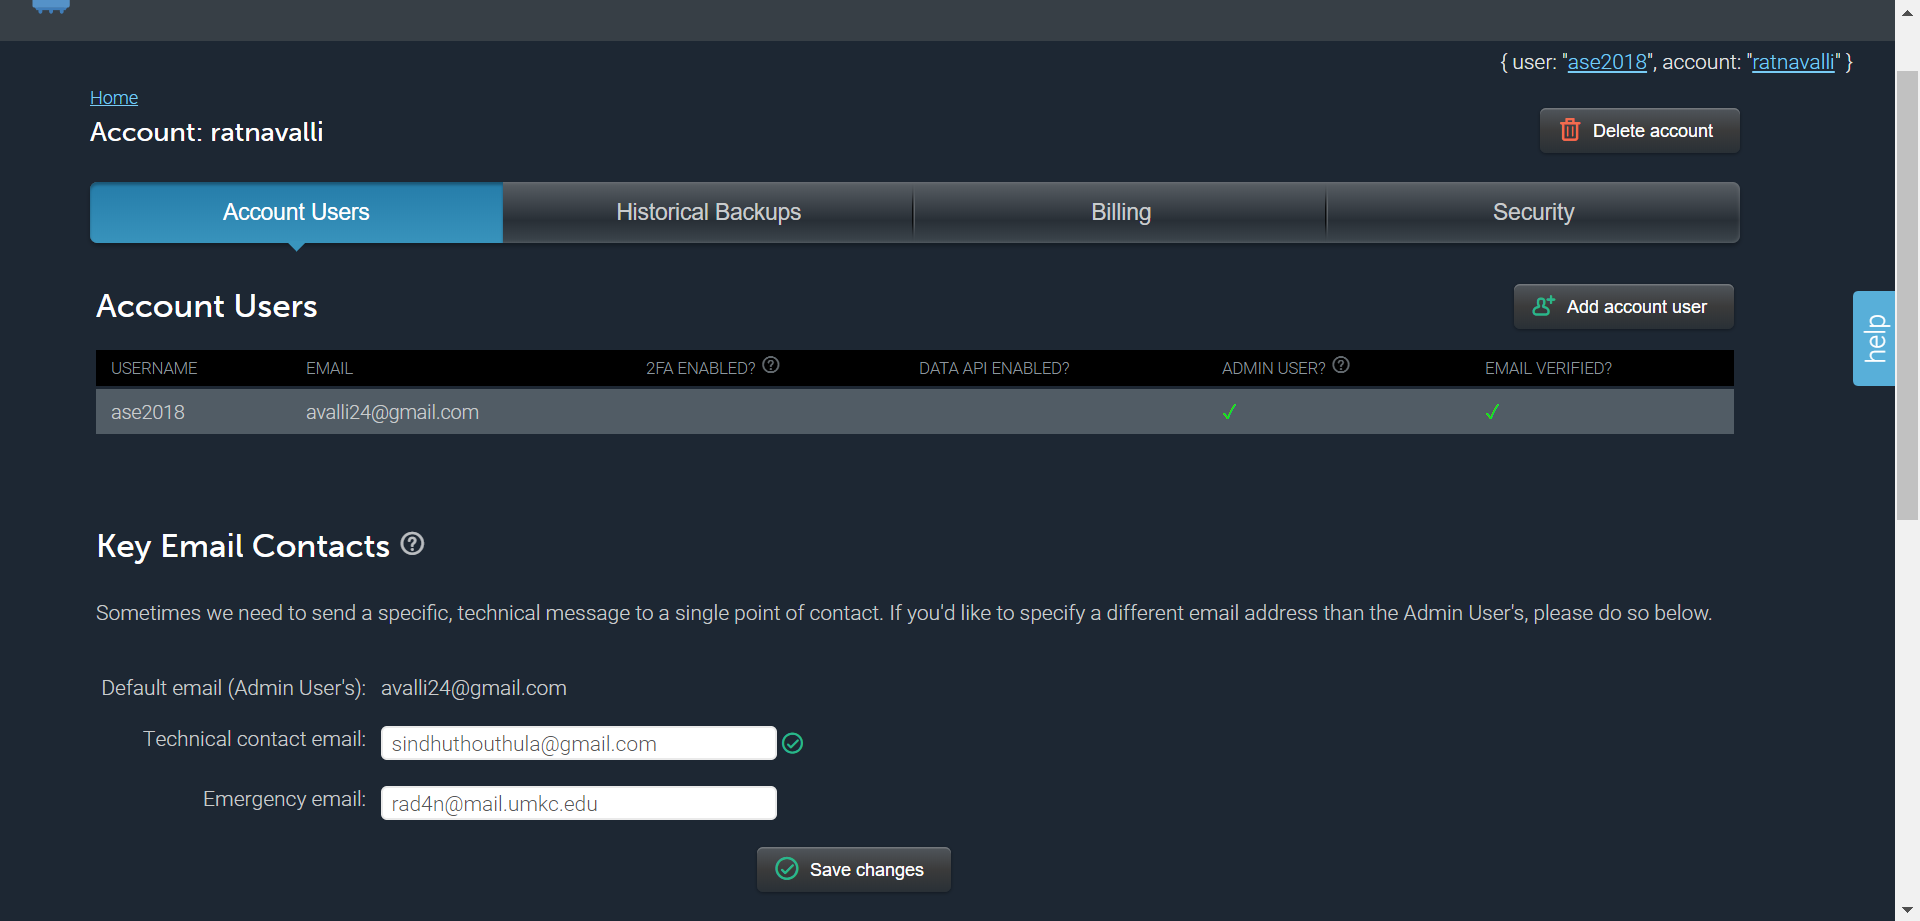 { user: "ase2018", account: "ratnavalli" }
Home
Account: ratnavalli
Delete account
Account Users
Historical Backups
Billing
Security
Account Users
Add account user
help
USERNAME EMAIL 2FA ENABLED? DATA API ENABLED? ADMIN USER? EMAIL VERIFIED?
ase2018 avalli24@gmail.com ✓ ✓
Key Email Contacts
Sometimes we need to send a specific, technical message to a single point of contact. If you'd like to specify a different email address than the Admin User's, please do so below.
Default email (Admin User's): avalli24@gmail.com
Technical contact email: sindhuthouthula@gmail.com
Emergency email: rad4n@mail.umkc.edu
Save changes